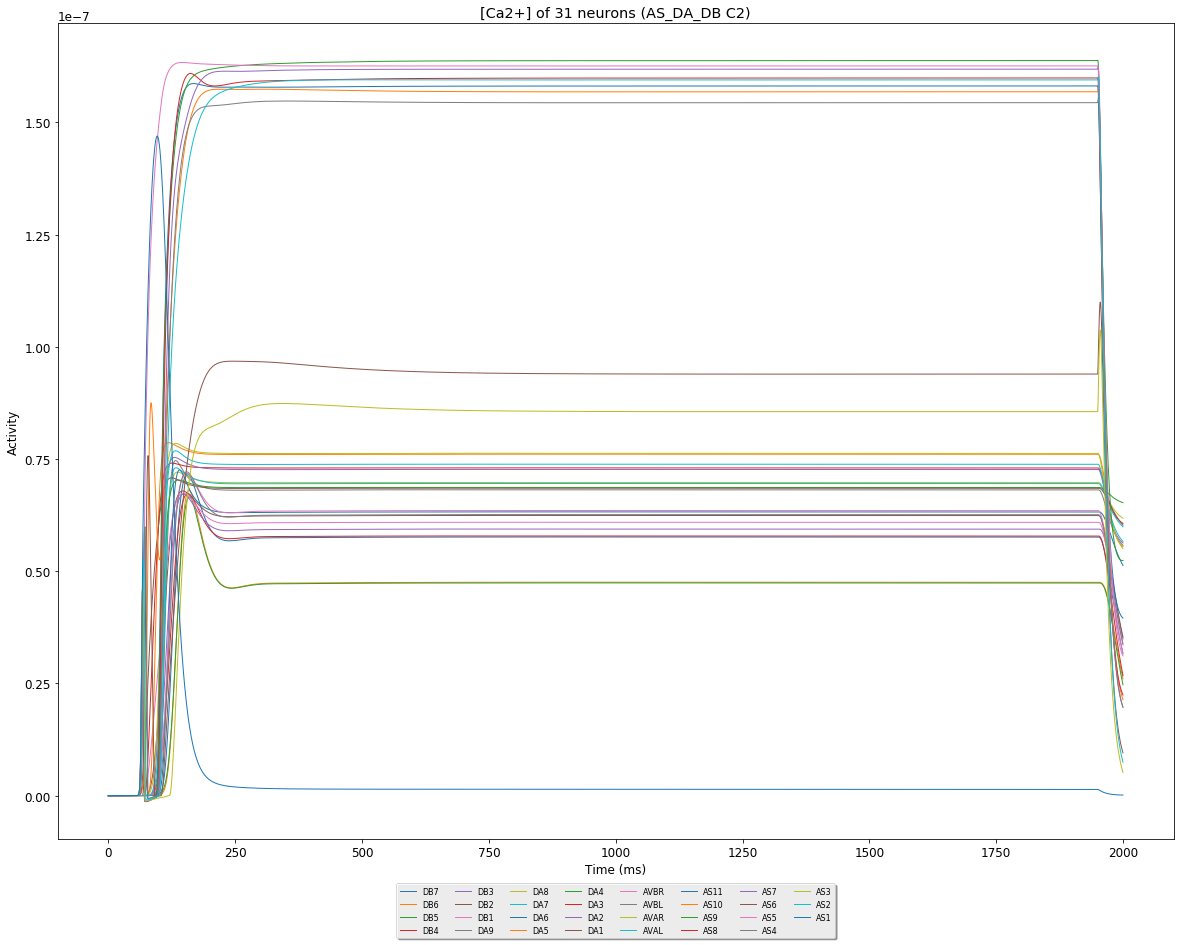 [Ca2+] of 31 neurons (AS_DA_DB C2)
1e−7
1.50
1.25
1.00
0.75
0.50
0.25
0.00
Activity
0 250 500 750 1000 1250 1500 1750 2000
Time (ms)
DB7 DB3 DA8 DA4 AVBR AS11 AS7 AS3
DB6 DB2 DA7 DA3 AVBL AS10 AS6 AS2
DB5 DB1 DA6 DA2 AVAR AS9 AS5 AS1
DB4 DA9 DA5 DA1 AVAL AS8 AS4